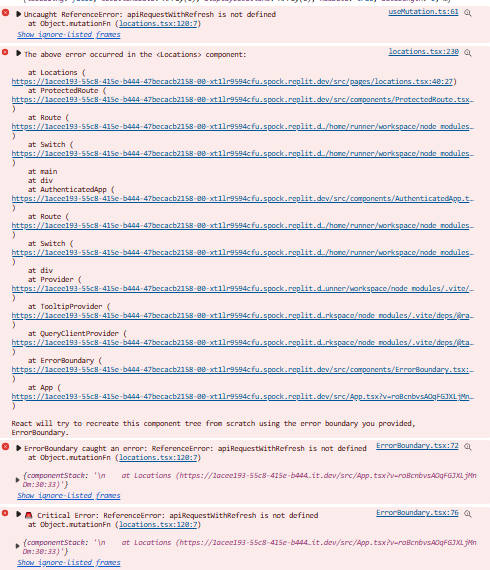 Uncaught ReferenceError: apiRequestWithRefresh is not defined useMutation.ts:61
at Object.mutationFn (locations.tsx:120:7)
Show ignore-listed frames
The above error occurred in the <Locations> component: locations.tsx:230
at Locations (
https://1acee193-55c8-415e-b444-47becacb2158-00-xt1lr9594cfu.spock.replit.dev/src/pages/locations.tsx:40:27)
at ProtectedRoute (
https://1acee193-55c8-415e-b444-47becacb2158-00-xt1lr9594cfu.spock.replit.dev/src/components/ProtectedRoute.tsx…
)
at Route (
https://1acee193-55c8-415e-b444-47becacb2158-00-xt1lr9594cfu.spock.replit.d…/home/runner/workspace/node_modules…
)
at Switch (
https://1acee193-55c8-415e-b444-47becacb2158-00-xt1lr9594cfu.spock.replit.d…/home/runner/workspace/node_modules…
)
at main
at div
at AuthenticatedApp (
https://1acee193-55c8-415e-b444-47becacb2158-00-xt1lr9594cfu.spock.replit.dev/src/components/AuthenticatedApp.t…
)
at Route (
https://1acee193-55c8-415e-b444-47becacb2158-00-xt1lr9594cfu.spock.replit.d…/home/runner/workspace/node_modules…
)
at Switch (
https://1acee193-55c8-415e-b444-47becacb2158-00-xt1lr9594cfu.spock.replit.d…/home/runner/workspace/node_modules…
)
at div
at Provider (
https://1acee193-55c8-415e-b444-47becacb2158-00-xt1lr9594cfu.spock.replit.d…unner/workspace/node_modules/.vite/…
)
at TooltipProvider (
https://1acee193-55c8-415e-b444-47becacb2158-00-xt1lr9594cfu.spock.replit.d…rkspace/node_modules/.vite/deps/@ra…
)
at QueryClientProvider (
https://1acee193-55c8-415e-b444-47becacb2158-00-xt1lr9594cfu.spock.replit.d…rkspace/node_modules/.vite/deps/@ta…
)
at ErrorBoundary (
https://1acee193-55c8-415e-b444-47becacb2158-00-xt1lr9594cfu.spock.replit.dev/src/components/ErrorBoundary.tsx:…
)
at App (
https://1acee193-55c8-415e-b444-47becacb2158-00-xt1lr9594cfu.spock.replit.dev/src/App.tsx?v=roBcnbvsAOqFGJXLjMn…
)
React will try to recreate this component tree from scratch using the error boundary you provided,
ErrorBoundary.
ErrorBoundary caught an error: ReferenceError: apiRequestWithRefresh is not defined ErrorBoundary.tsx:72
at Object.mutationFn (locations.tsx:120:7)
{componentStack: '\n    at Locations (https://1acee193-55c8-415e-b444…it.dev/src/App.tsx?v=roBcnbvsAOqFGJXLjMn
Dm:30:33)'}
Show ignore-listed frames
🚨 Critical Error: ReferenceError: apiRequestWithRefresh is not defined ErrorBoundary.tsx:76
at Object.mutationFn (locations.tsx:120:7)
{componentStack: '\n    at Locations (https://1acee193-55c8-415e-b444…it.dev/src/App.tsx?v=roBcnbvsAOqFGJXLjMn
Dm:30:33)'}
Show ignore-listed frames